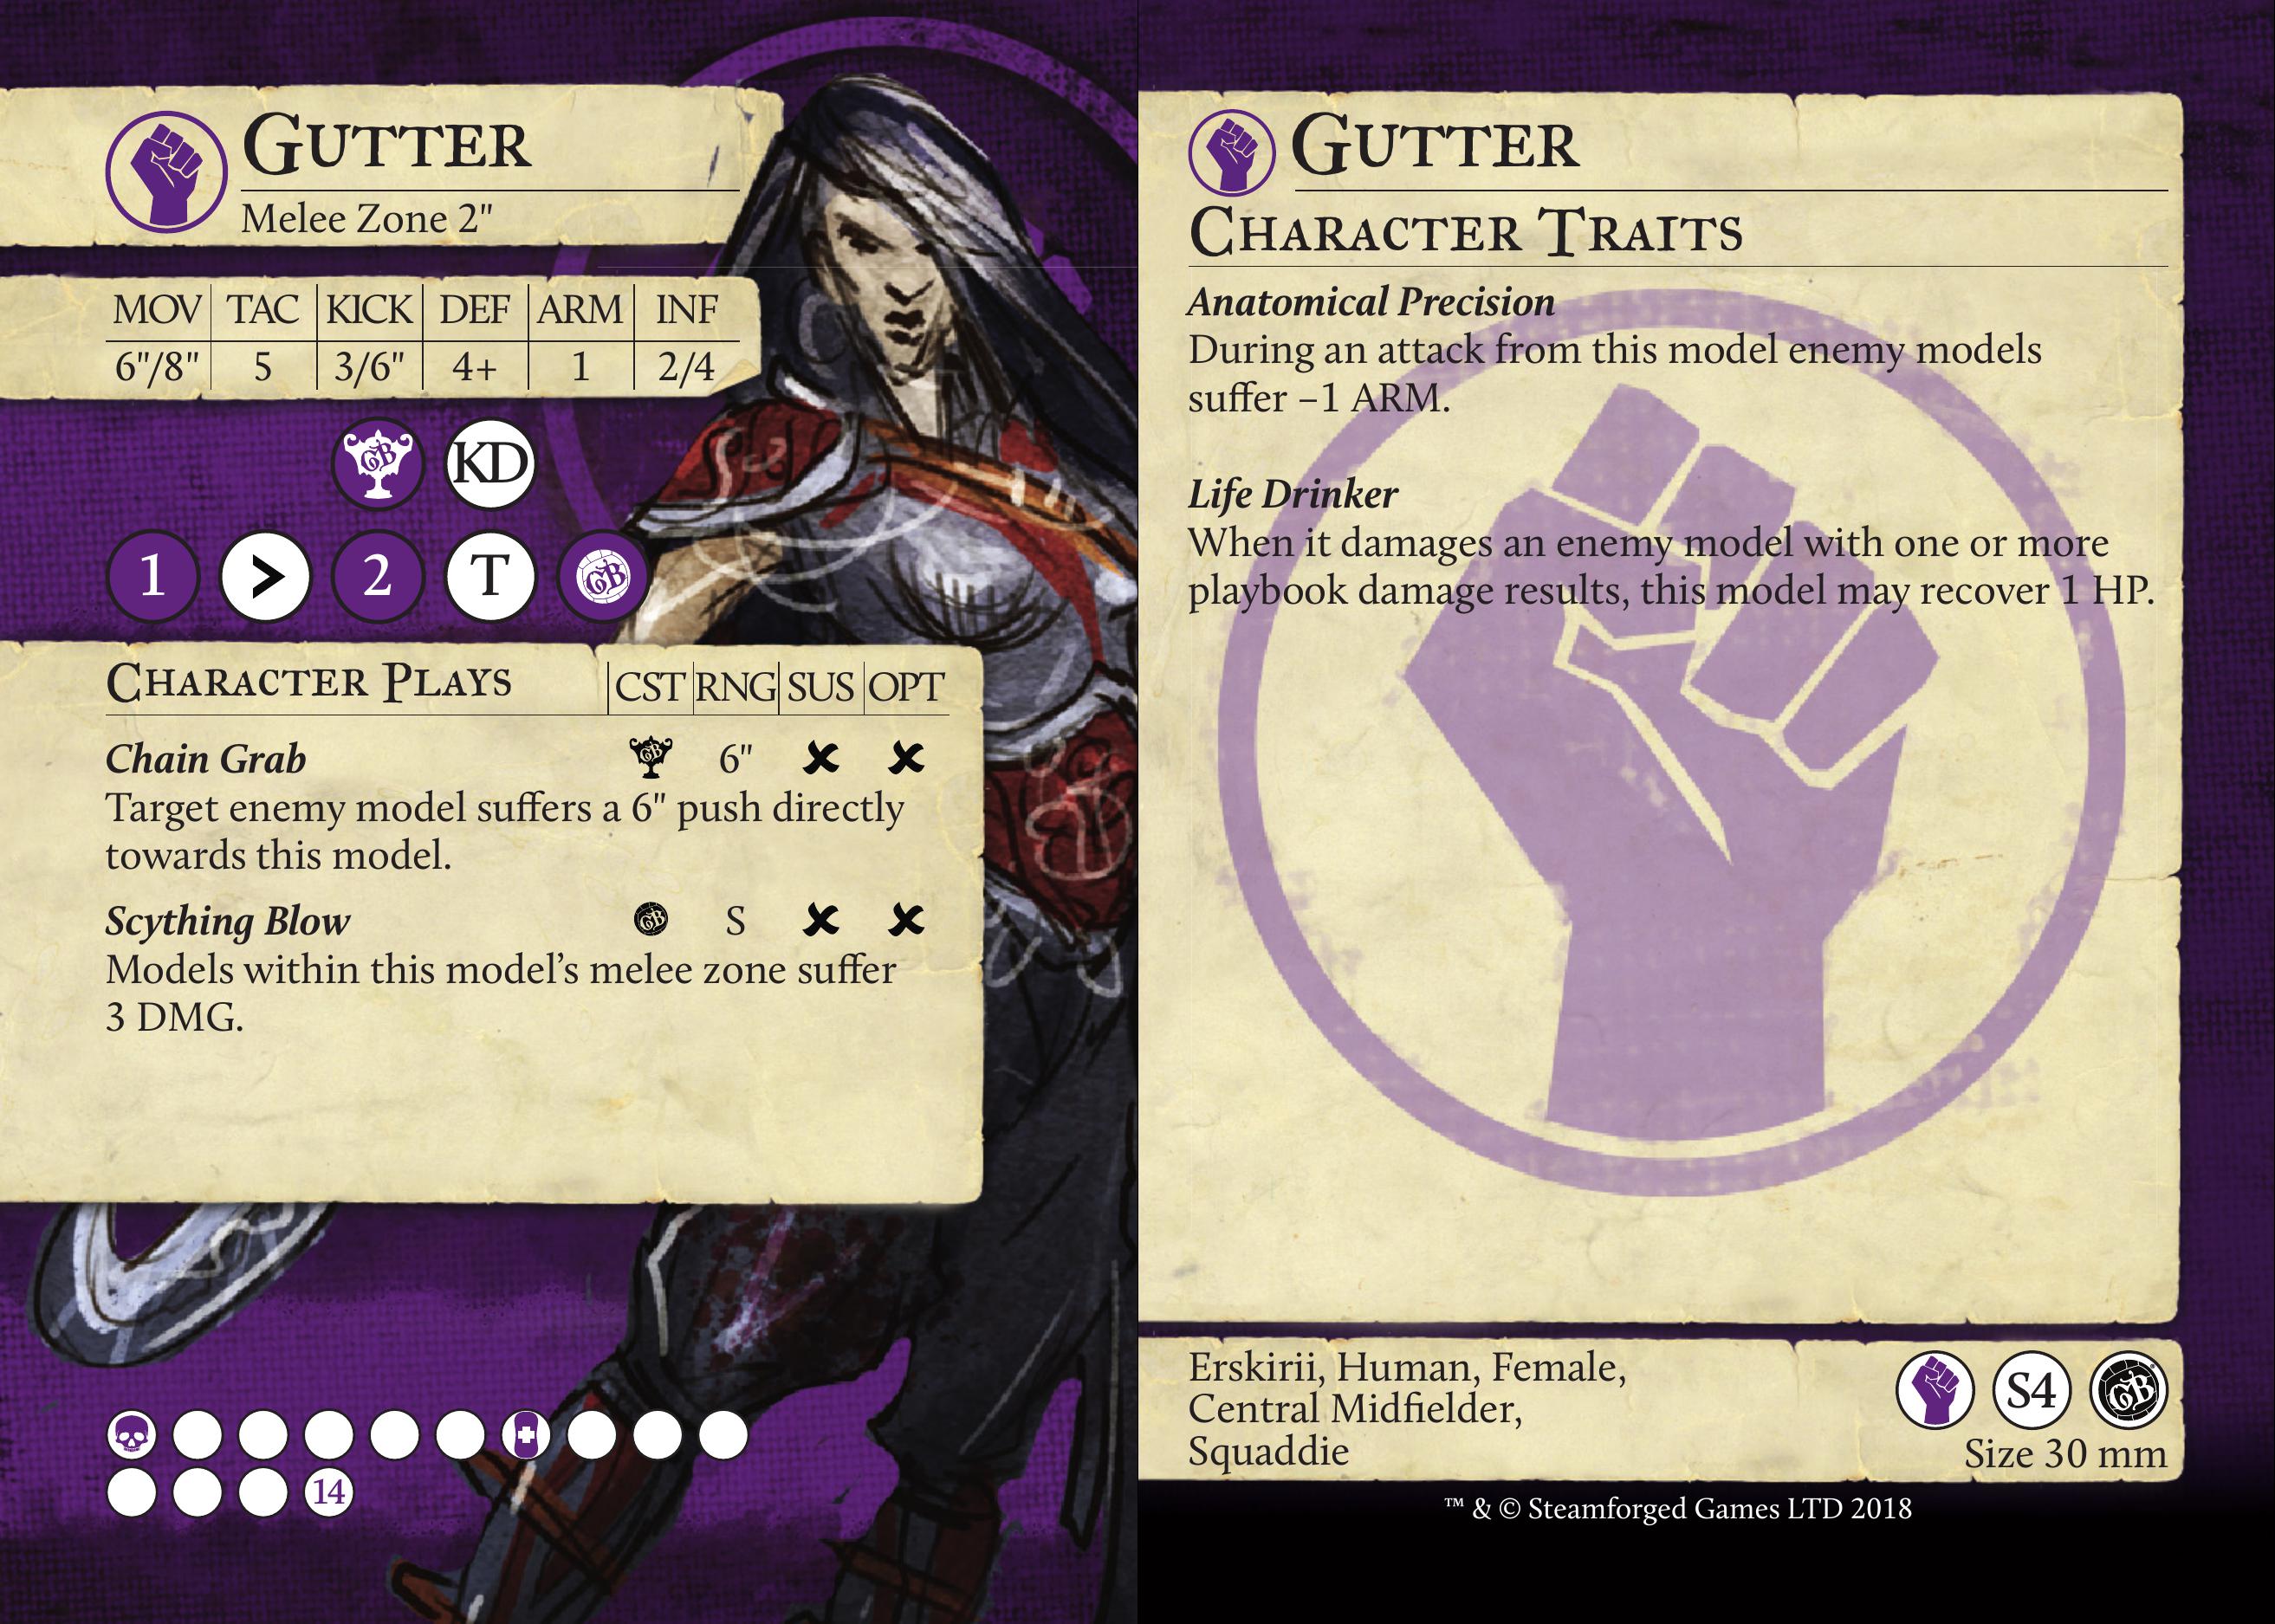 GUTTER
Melee Zone 2"
MOV TAC KICK DEF ARM INF
6"/8" 5 3/6" 4+ 1 2/4
GB KD
1 > 2 T GB
CHARACTER PLAYS CST RNG SUS OPT
Chain Grab GB 6" ✘ ✘
Target enemy model suffers a 6" push directly
towards this model.
Scything Blow GB S ✘ ✘
Models within this model's melee zone suffer
3 DMG.
14
GUTTER
CHARACTER TRAITS
Anatomical Precision
During an attack from this model enemy models
suffer −1 ARM.
Life Drinker
When it damages an enemy model with one or more
playbook damage results, this model may recover 1 HP.
Erskirii, Human, Female,
Central Midfielder,
Squaddie
S4 GB
Size 30 mm
™ & © Steamforged Games LTD 2018